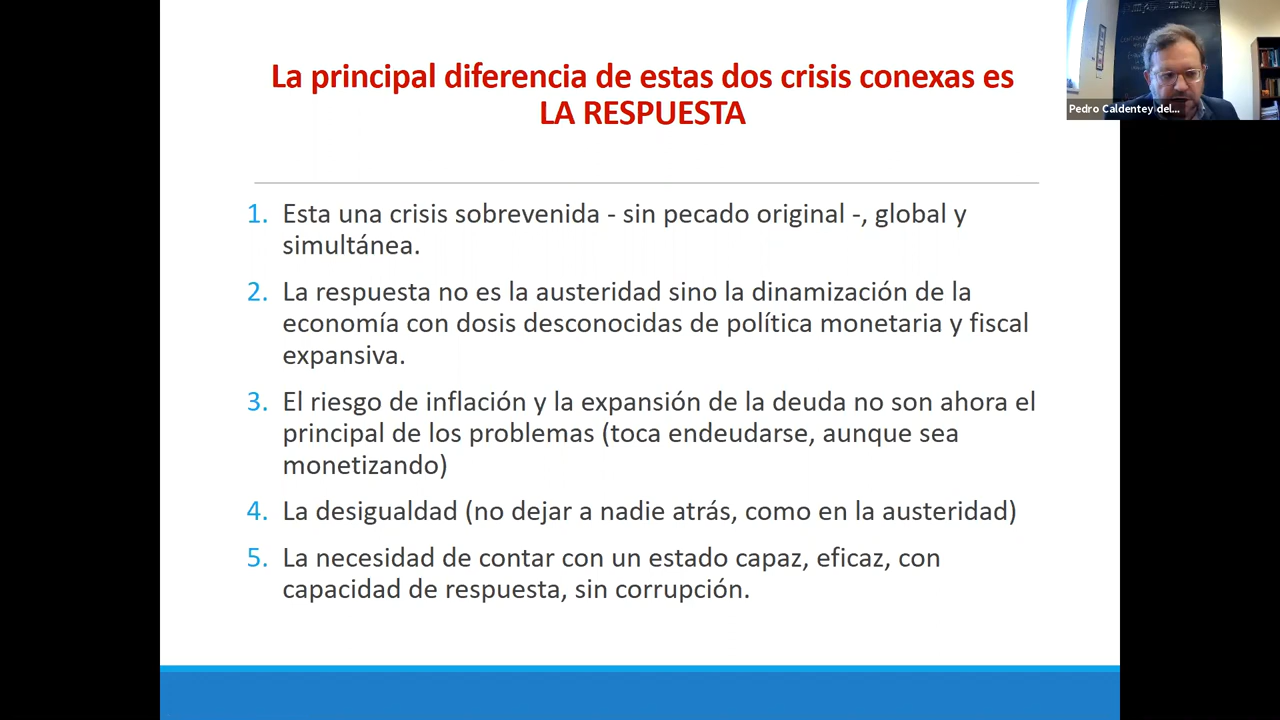 La principal diferencia de estas dos crisis conexas es
LA RESPUESTA
Pedro Caldentey del...
1. Esta una crisis sobrevenida - sin pecado original -, global y
simultánea.
2. La respuesta no es la austeridad sino la dinamización de la
economía con dosis desconocidas de política monetaria y fiscal
expansiva.
3. El riesgo de inflación y la expansión de la deuda no son ahora el
principal de los problemas (toca endeudarse, aunque sea
monetizando)
4. La desigualdad (no dejar a nadie atrás, como en la austeridad)
5. La necesidad de contar con un estado capaz, eficaz, con
capacidad de respuesta, sin corrupción.